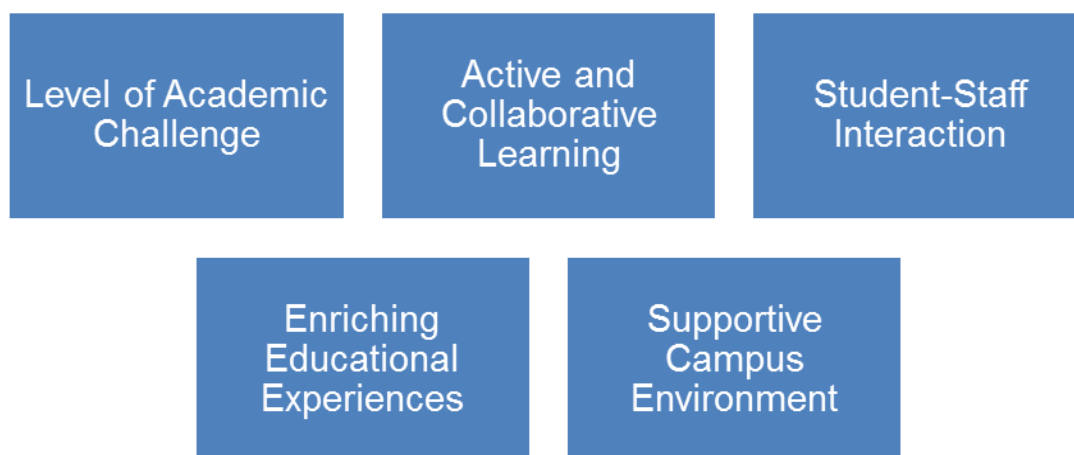 Level of Academic
Challenge
Active and
Collaborative
Learning
Student-Staff
Interaction
Enriching
Educational
Experiences
Supportive
Campus
Environment